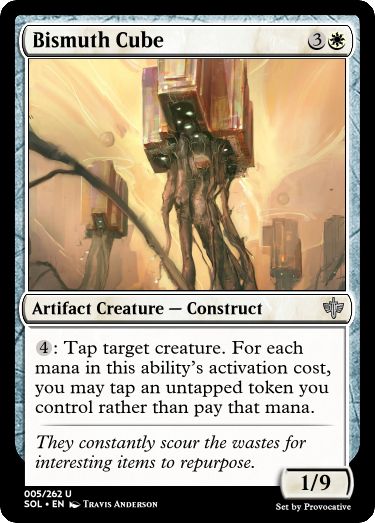 Bismuth Cube 3
Artifact Creature — Construct
4: Tap target creature. For each
mana in this ability's activation cost,
you may tap an untapped token you
control rather than pay that mana.
They constantly scour the wastes for
interesting items to repurpose.
1/9
005/262 U
SOL • EN Travis Anderson
Set by Provocative